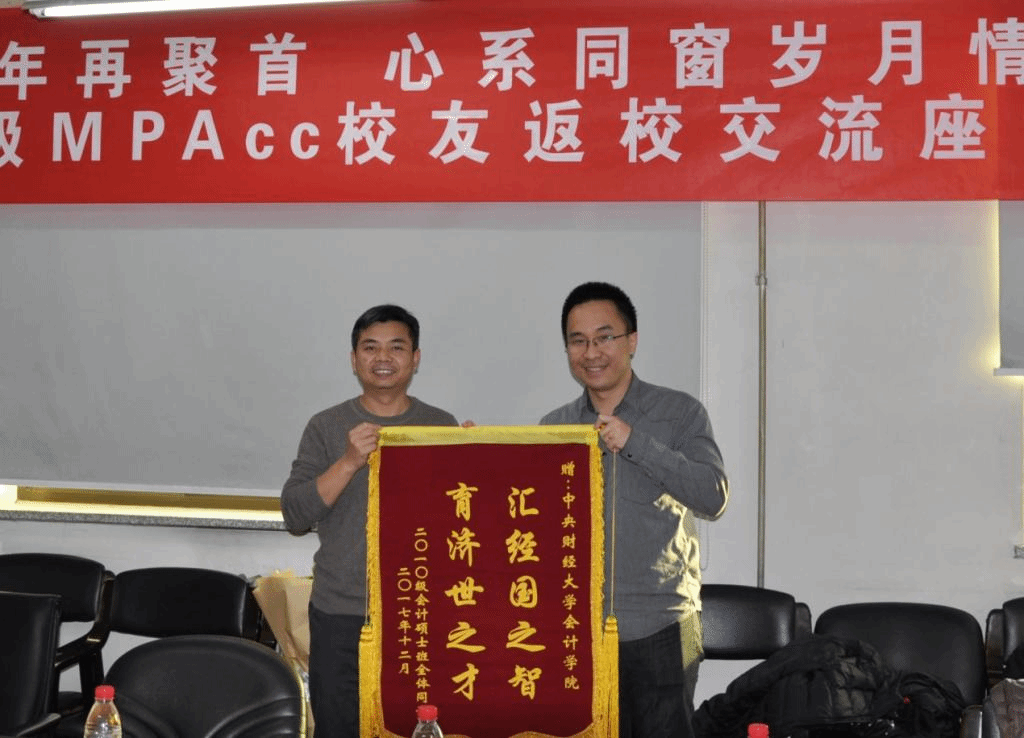 年再聚首 心系同窗岁月情
级MPAcc校友返校交流座
赠：中央财经大学会计学院
汇经国之智
育济世之才
二〇一〇级会计硕士班全体同
二〇一七年十二月